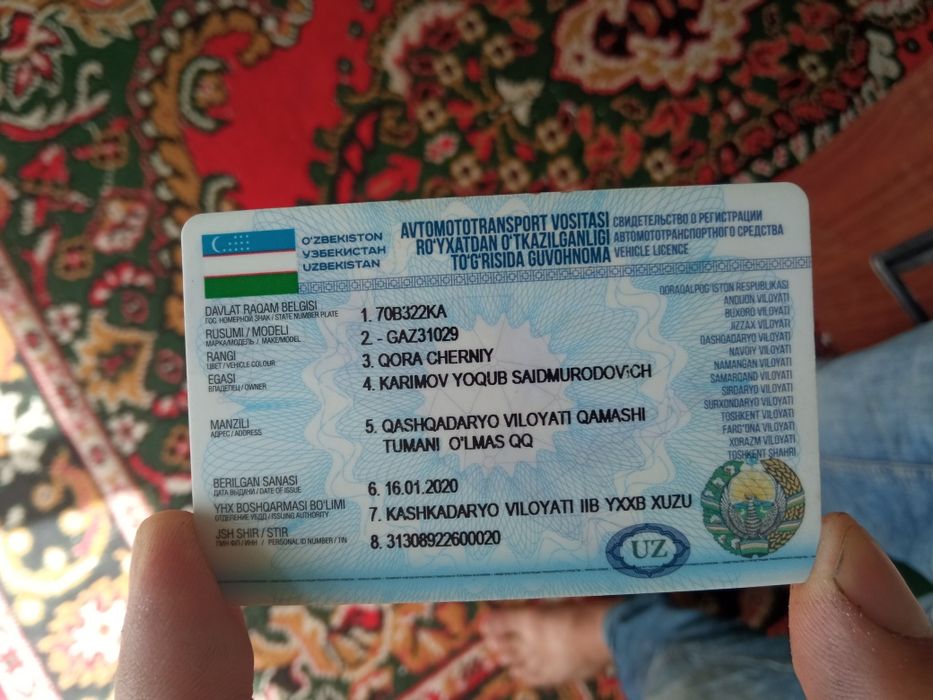 O'ZBEKISTON
УЗБЕКИСТАН
UZBEKISTAN
AVTOMOTOTRANSPORT VOSITASI
RO'YXATDAN O'TKAZILGANLIGI
TO'G'RISIDA GUVOHNOMA
СВИДЕТЕЛЬСТВО О РЕГИСТРАЦИИ
АВТОМОТОТРАНСПОРТНОГО СРЕДСТВА
VEHICLE LICENCE
DAVLAT RAQAM BELGISI
ГОС. НОМЕРНОЙ ЗНАК / STATE NUMBER PLATE
1. 70B322KA
RUSUMI / MODELI
МАРКА/МОДЕЛЬ / MAKE/MODEL
2. - GAZ31029
RANGI
ЦВЕТ / VEHICLE COLOUR
3. QORA CHERNIY
EGASI
ВЛАДЕЛЕЦ / OWNER
4. KARIMOV YOQUB SAIDMURODOVICH
MANZILI
АДРЕС / ADDRESS
5. QASHQADARYO VILOYATI QAMASHI
TUMANI O'LMAS QQ
BERILGAN SANASI
ДАТА ВЫДАЧИ / DATE OF ISSUE
6. 16.01.2020
YHX BOSHQARMASI BO'LIMI
ОТДЕЛЕНИЕ УБДД / ISSUING AUTHORITY
7. KASHKADARYO VILOYATI IIB YXXB XUZU
JSH SHIR / STIR
ПИНФЛ / ИНН / PERSONAL ID NUMBER / TIN
8. 31308922600020
QORAQALPOG'ISTON RESPUBLIKASI
ANDIJON VILOYATI
BUXORO VILOYATI
JIZZAX VILOYATI
QASHQADARYO VILOYATI
NAVOIY VILOYATI
NAMANGAN VILOYATI
SAMARQAND VILOYATI
SIRDARYO VILOYATI
SURXONDARYO VILOYATI
TOSHKENT VILOYATI
FARG'ONA VILOYATI
XORAZM VILOYATI
TOSHKENT SHAHRI
UZ